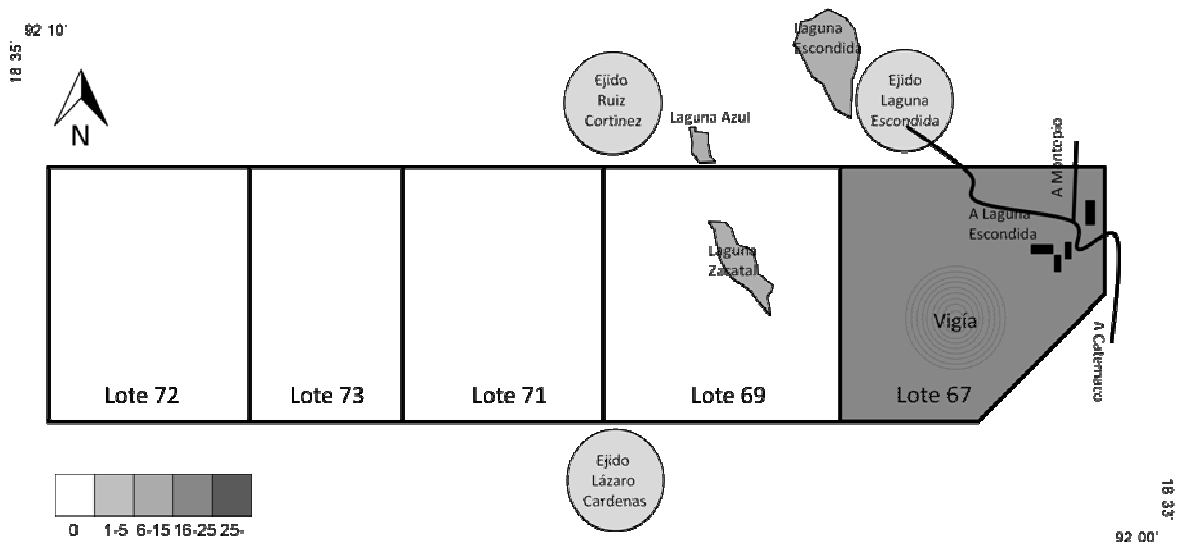 92 10'
18 35'
N
Ejido
Ruiz
Cortinez
Laguna Azul
Laguna
Escondida
Ejido
Laguna
Escondida
A Montepio
A Laguna
Escondida
Laguna
Zacatal
Vigía
A Catemaco
Lote 72
Lote 73
Lote 71
Lote 69
Lote 67
Ejido
Lázaro
Cardenas
0 1-5 6-15 16-25 25-
18 33'
92 00'